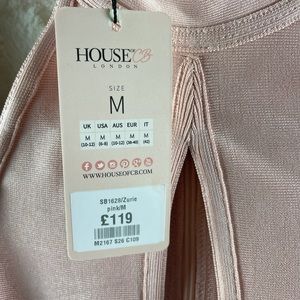 HOUSE OF CB
LONDON
SIZE
M
UK USA AUS EUR IT
M M M M M
(10-12) (6-8) (10-12) (38-40) (42)
WWW.HOUSEOFCB.COM
SB1629/Zurie
pink/M
£119
M2167 S26 C109